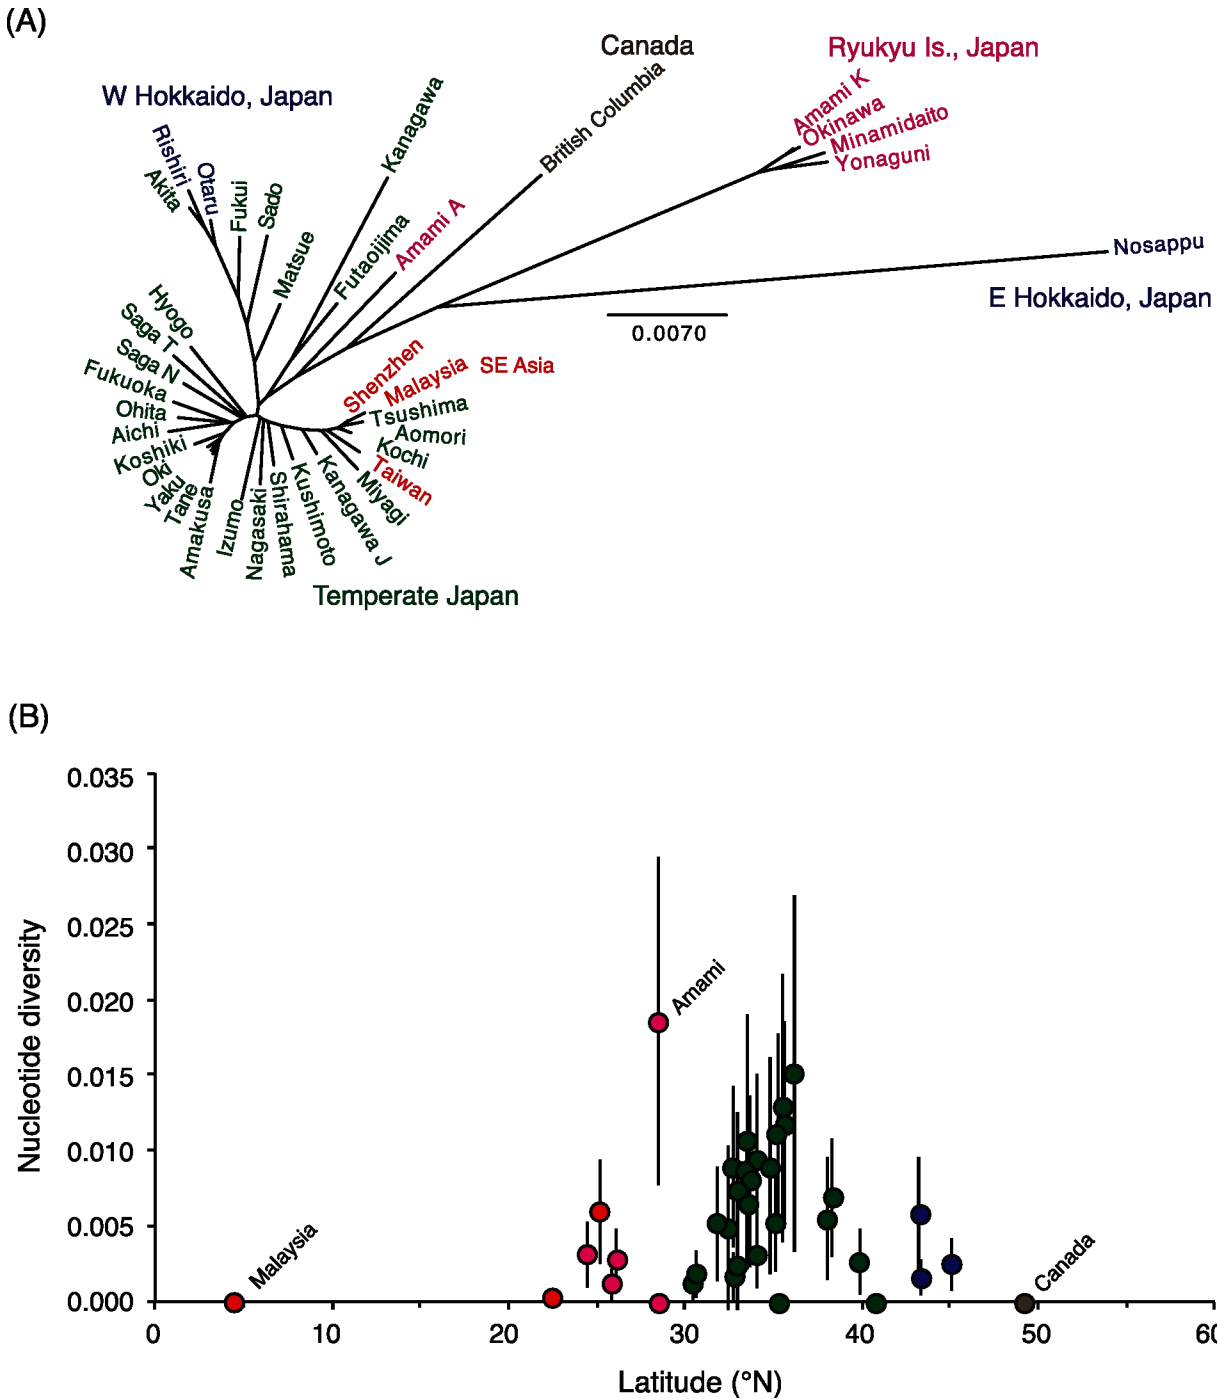 (A)
Canada
Ryukyu Is., Japan
W Hokkaido, Japan
Kanagawa
British Columbia
Amami K
Okinawa
Minamidaito
Yonaguni
Rishiri
Akita
Otaru
Fukui
Sado
Matsue
Futaoijima
Amami A
Nosappu
E Hokkaido, Japan
0.0070
Hyogo
Saga T
Saga N
Fukuoka
Ohita
Aichi
Koshiki
Oki
Yaku
Tane
Amakusa
Izumo
Nagasaki
Shirahama
Kushimoto
Kanagawa J
Miyagi
Taiwan
Kochi
Aomori
Tsushima
Malaysia
Shenzhen
SE Asia
Temperate Japan
(B)
0.035
0.030
0.025
0.020
0.015
0.010
0.005
0.000
Nucleotide diversity
Amami
Malaysia
Canada
0 10 20 30 40 50 60
Latitude (°N)